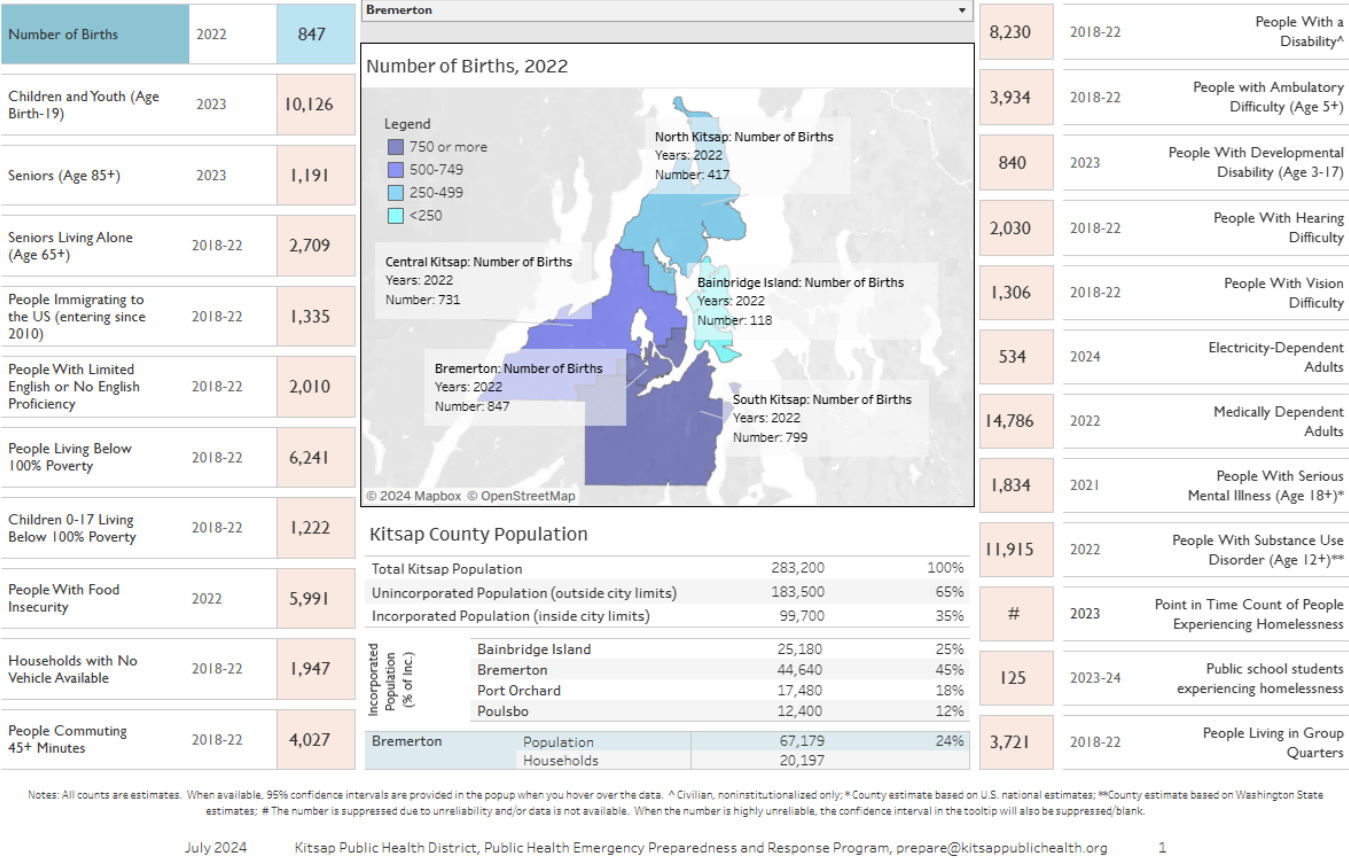 Number of Births 2022 847
Children and Youth (Age
Birth-19) 2023 10,126
Seniors (Age 85+) 2023 1,191
Seniors Living Alone
(Age 65+) 2018-22 2,709
People Immigrating to
the US (entering since
2010) 2018-22 1,335
People With Limited
English or No English
Proficiency 2018-22 2,010
People Living Below
100% Poverty 2018-22 6,241
Children 0-17 Living
Below 100% Poverty 2018-22 1,222
People With Food
Insecurity 2022 5,991
Households with No
Vehicle Available 2018-22 1,947
People Commuting
45+ Minutes 2018-22 4,027
Bremerton
Number of Births, 2022
Legend
750 or more
500-749
250-499
<250
North Kitsap: Number of Births
Years: 2022
Number: 417
Central Kitsap: Number of Births
Years: 2022
Number: 731
Bainbridge Island: Number of Births
Years: 2022
Number: 118
Bremerton: Number of Births
Years: 2022
Number: 847
South Kitsap: Number of Births
Years: 2022
Number: 799
© 2024 Mapbox © OpenStreetMap
Kitsap County Population
Total Kitsap Population 283,200 100%
Unincorporated Population (outside city limits) 183,500 65%
Incorporated Population (inside city limits) 99,700 35%
Incorporated
Population
(% of Inc.)
Bainbridge Island 25,180 25%
Bremerton 44,640 45%
Port Orchard 17,480 18%
Poulsbo 12,400 12%
Bremerton Population 67,179 24%
Households 20,197
8,230 2018-22 People With a
Disability^
3,934 2018-22 People with Ambulatory
Difficulty (Age 5+)
840 2023 People With Developmental
Disability (Age 3-17)
2,030 2018-22 People With Hearing
Difficulty
1,306 2018-22 People With Vision
Difficulty
534 2024 Electricity-Dependent
Adults
14,786 2022 Medically Dependent
Adults
1,834 2021 People With Serious
Mental Illness (Age 18+)*
11,915 2022 People With Substance Use
Disorder (Age 12+)**
# 2023 Point in Time Count of People
Experiencing Homelessness
125 2023-24 Public school students
experiencing homelessness
3,721 2018-22 People Living in Group
Quarters
Notes: All counts are estimates. When available, 95% confidence intervals are provided in the popup when you hover over the data. ^ Civilian, noninstitutionalized only; * County estimate based on U.S. national estimates; **County estimate based on Washington State
estimates; # The number is suppressed due to unreliability and/or data is not available. When the number is highly unreliable, the confidence interval in the tooltip will also be suppressed/blank.
July 2024 Kitsap Public Health District, Public Health Emergency Preparedness and Response Program, prepare@kitsappublichealth.org 1